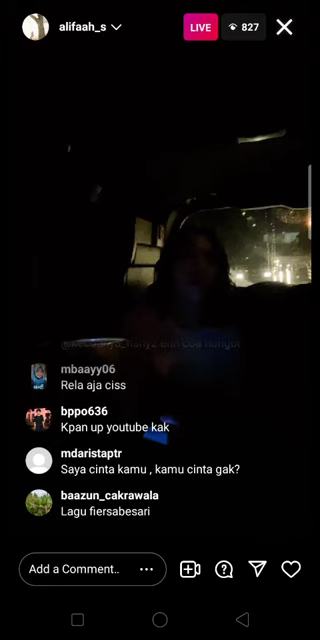 alifaah_s
LIVE
827
mbaayy06
Rela aja ciss
bppo636
Kpan up youtube kak
mdaristaptr
Saya cinta kamu , kamu cinta gak?
baazun_cakrawala
Lagu fiersabesari
Add a Comment..